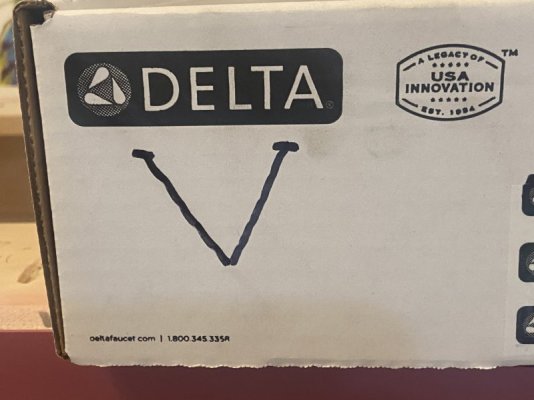 DELTA
A LEGACY OF
USA
INNOVATION
EST. 1954
TM
V
deltafaucet.com | 1.800.345.3358